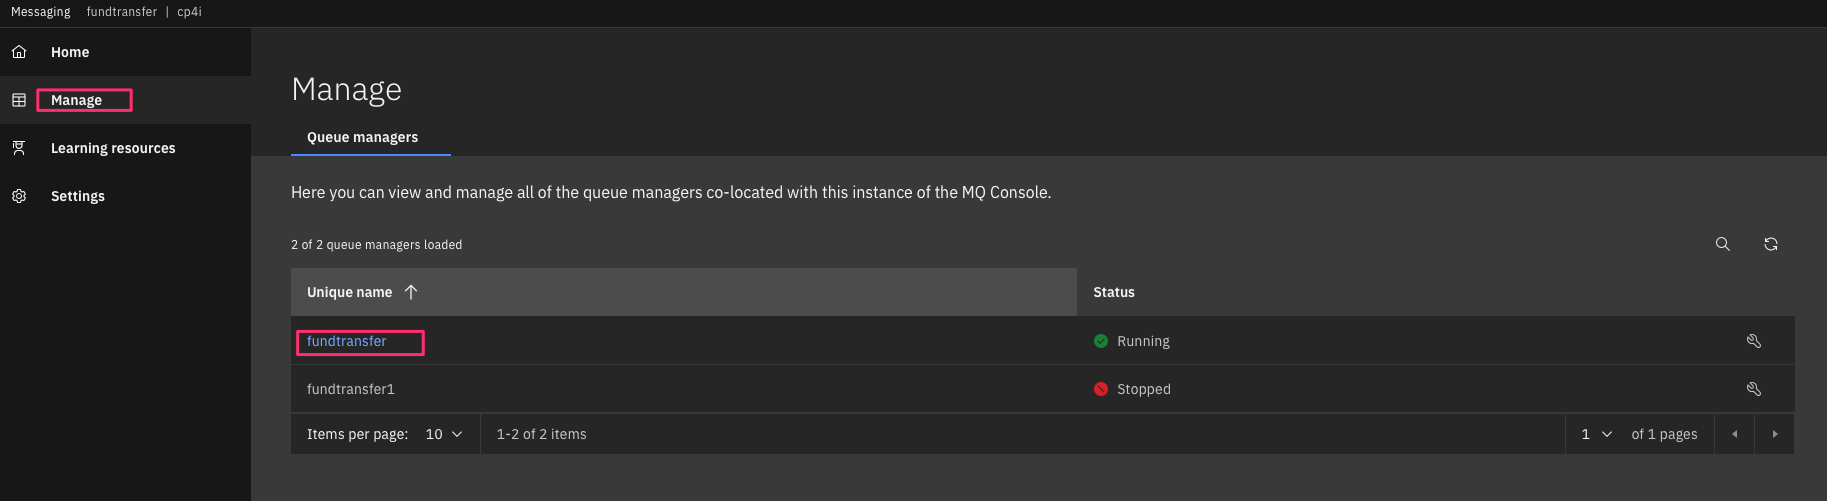 Messaging fundtransfer | cp4i
Home
Manage
Learning resources
Settings
Manage
Queue managers
Here you can view and manage all of the queue managers co-located with this instance of the MQ Console.
2 of 2 queue managers loaded
Unique name Status
fundtransfer Running
fundtransfer1 Stopped
Items per page: 10 1-2 of 2 items 1 of 1 pages